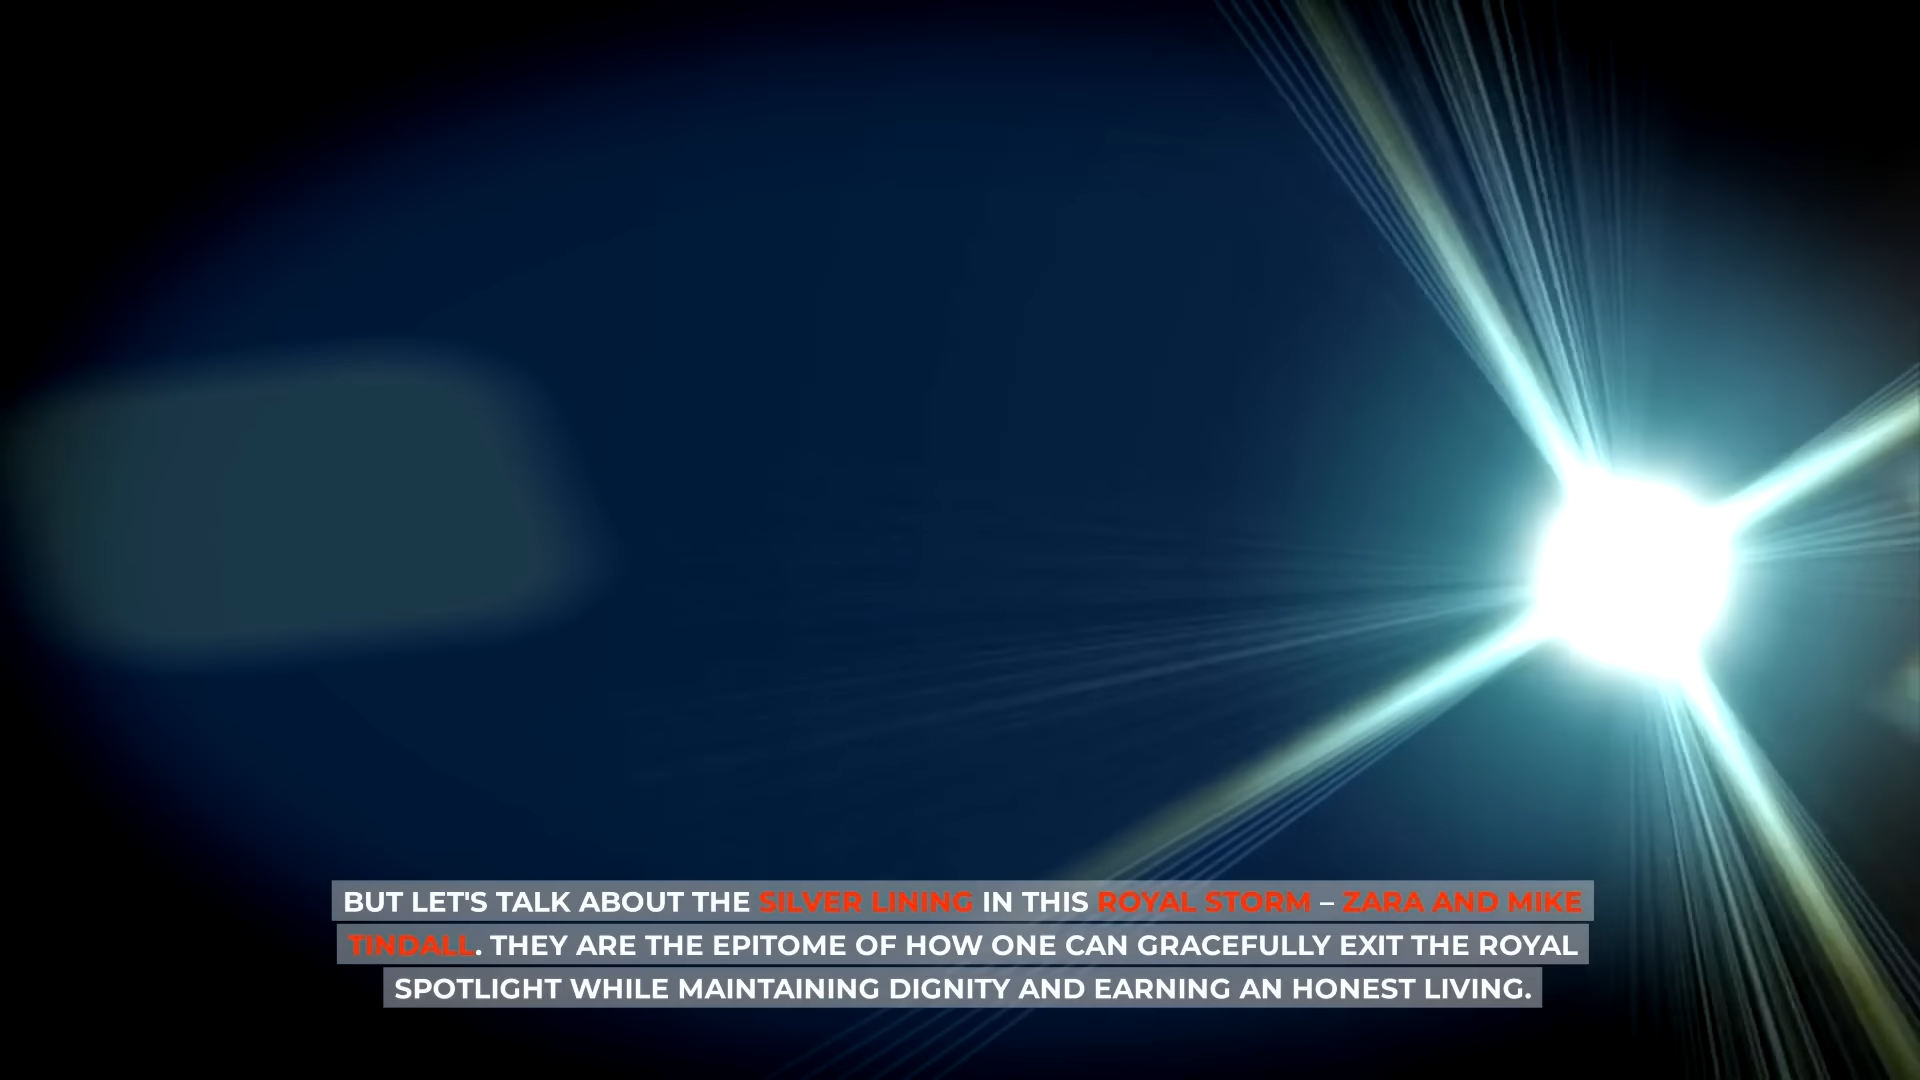 BUT LET'S TALK ABOUT THE SILVER LINING IN THIS ROYAL STORM – ZARA AND MIKE
TINDALL. THEY ARE THE EPITOME OF HOW ONE CAN GRACEFULLY EXIT THE ROYAL
SPOTLIGHT WHILE MAINTAINING DIGNITY AND EARNING AN HONEST LIVING.